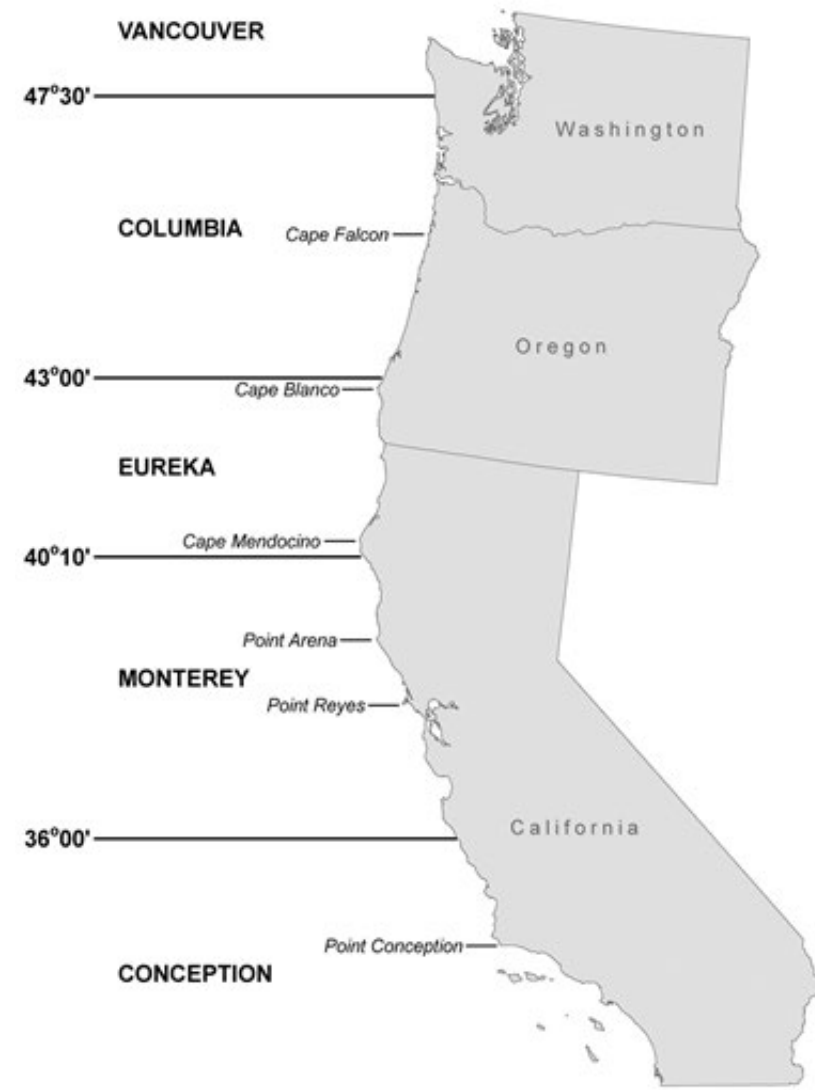 VANCOUVER
47°30'
Washington
COLUMBIA
Cape Falcon
Oregon
43°00'
Cape Blanco
EUREKA
Cape Mendocino
40°10'
Point Arena
MONTEREY
Point Reyes
California
36°00'
Point Conception
CONCEPTION